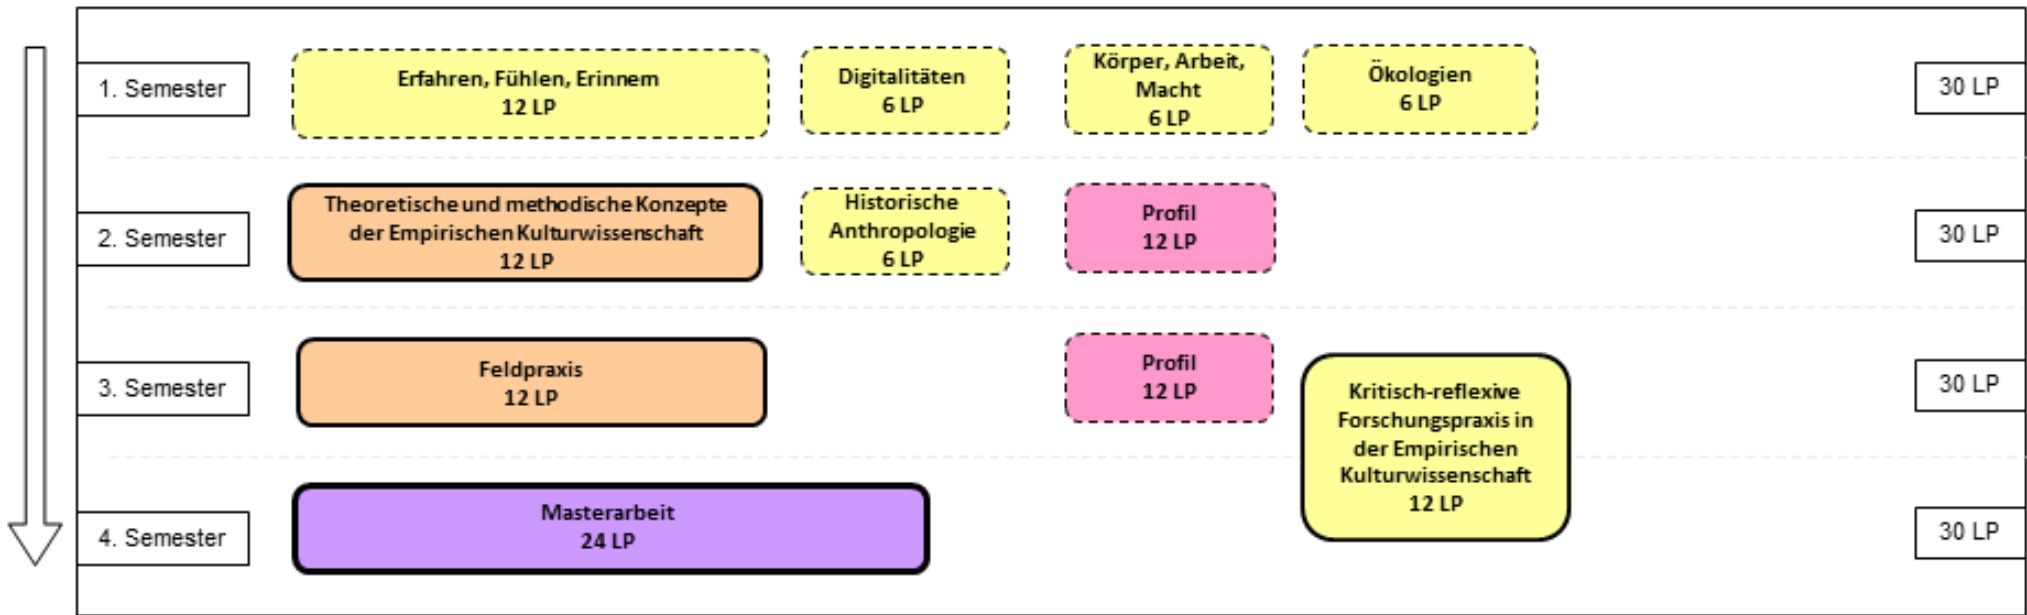 1. Semester
Erfahren, Fühlen, Erinnern
12 LP
Digitalitäten
6 LP
Körper, Arbeit,
Macht
6 LP
Ökologien
6 LP
30 LP
2. Semester
Theoretische und methodische Konzepte
der Empirischen Kulturwissenschaft
12 LP
Historische
Anthropologie
6 LP
Profil
12 LP
30 LP
3. Semester
Feldpraxis
12 LP
Profil
12 LP
Kritisch-reflexive
Forschungspraxis in
der Empirischen
Kulturwissenschaft
12 LP
30 LP
4. Semester
Masterarbeit
24 LP
30 LP